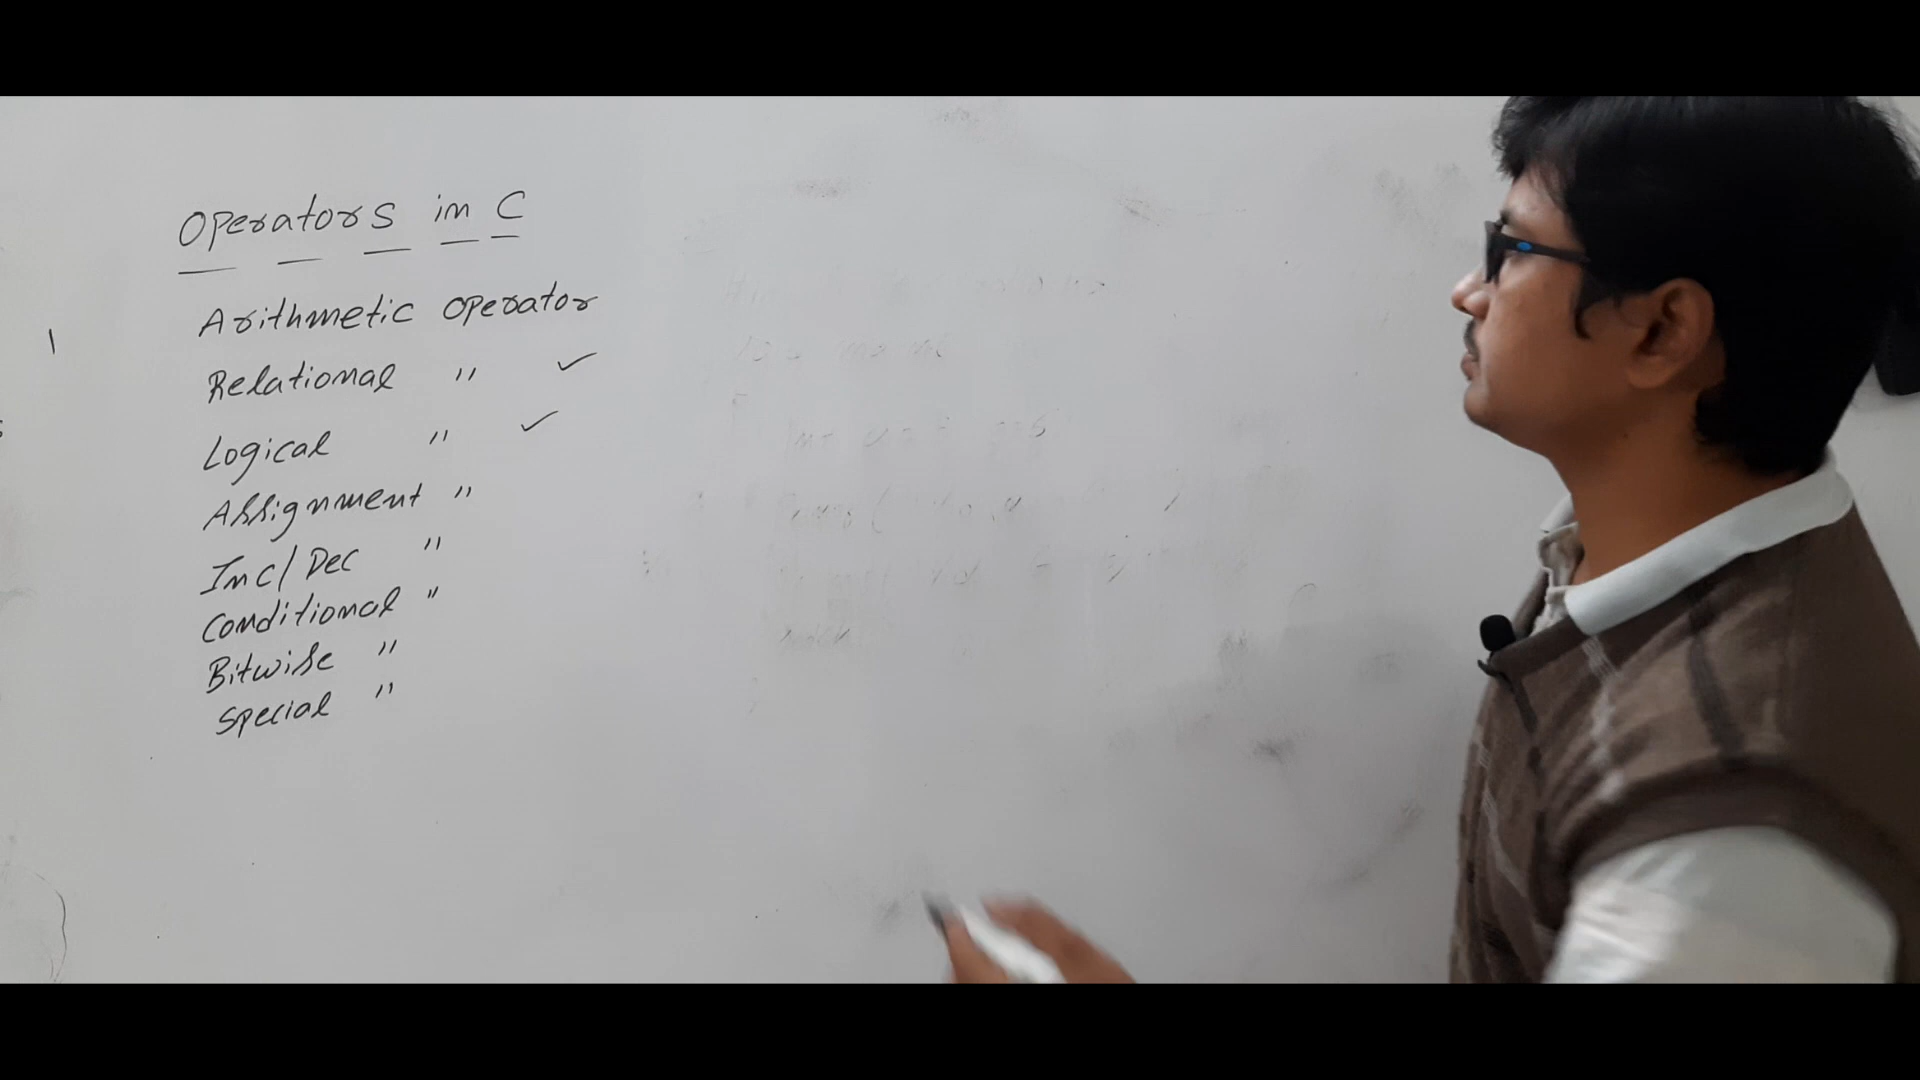 Operators in C
Arithmetic Operator
Relational " ✓
Logical " ✓
Assignment "
Inc/Dec "
Conditional "
Bitwise "
Special "